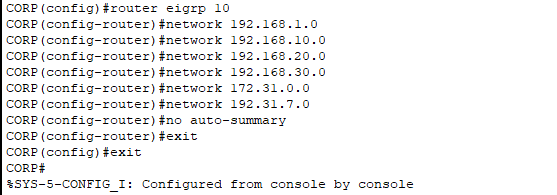 CORP(config)#router eigrp 10
CORP(config-router)#network 192.168.1.0
CORP(config-router)#network 192.168.10.0
CORP(config-router)#network 192.168.20.0
CORP(config-router)#network 192.168.30.0
CORP(config-router)#network 172.31.0.0
CORP(config-router)#network 192.31.7.0
CORP(config-router)#no auto-summary
CORP(config-router)#exit
CORP(config)#exit
CORP#
%SYS-5-CONFIG_I: Configured from console by console